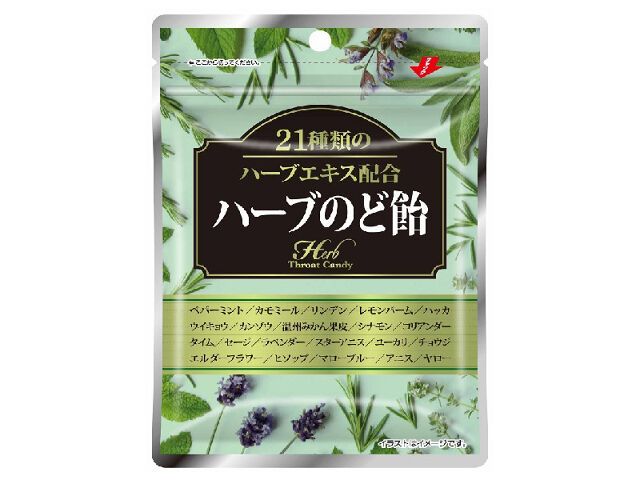 ※ここから切ってください。
21種類の
ハーブエキス配合
ハーブのど飴
Herb
Throat Candy
ペパーミント／カモミール／リンデン／レモンバーム／ハッカ
ウイキョウ／カンゾウ／温州みかん果皮／シナモン／コリアンダー
タイム／セージ／ラベンダー／スターアニス／ユーカリ／チョウジ
エルダーフラワー／ヒソップ／マローブルー／アニス／ヤロー
イラストはイメージです。